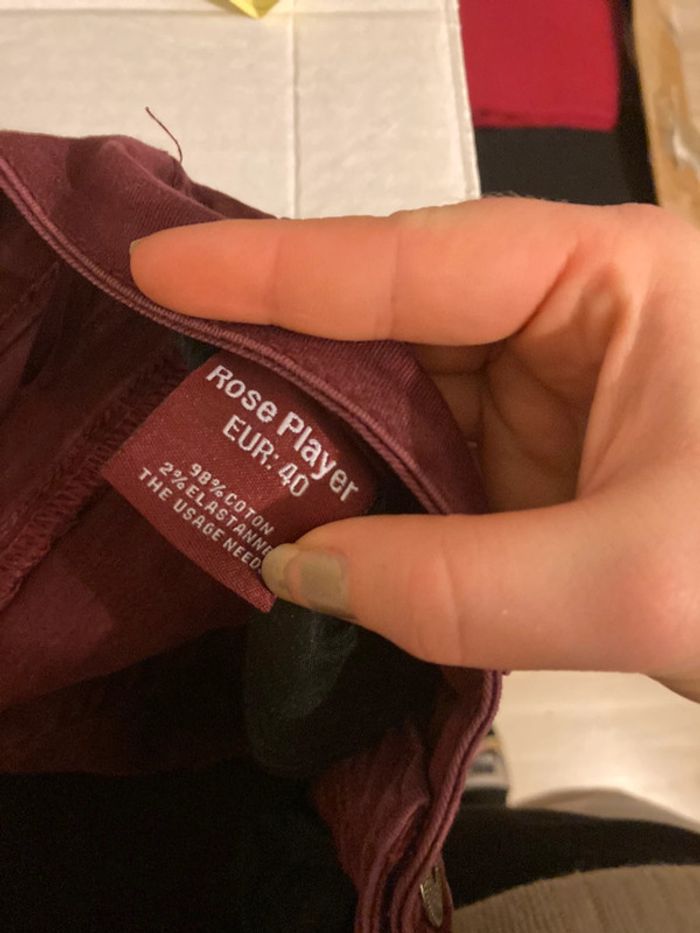 Rose Player
EUR: 40
98%COTON
2%ELASTANNE
THE USAGE NEED